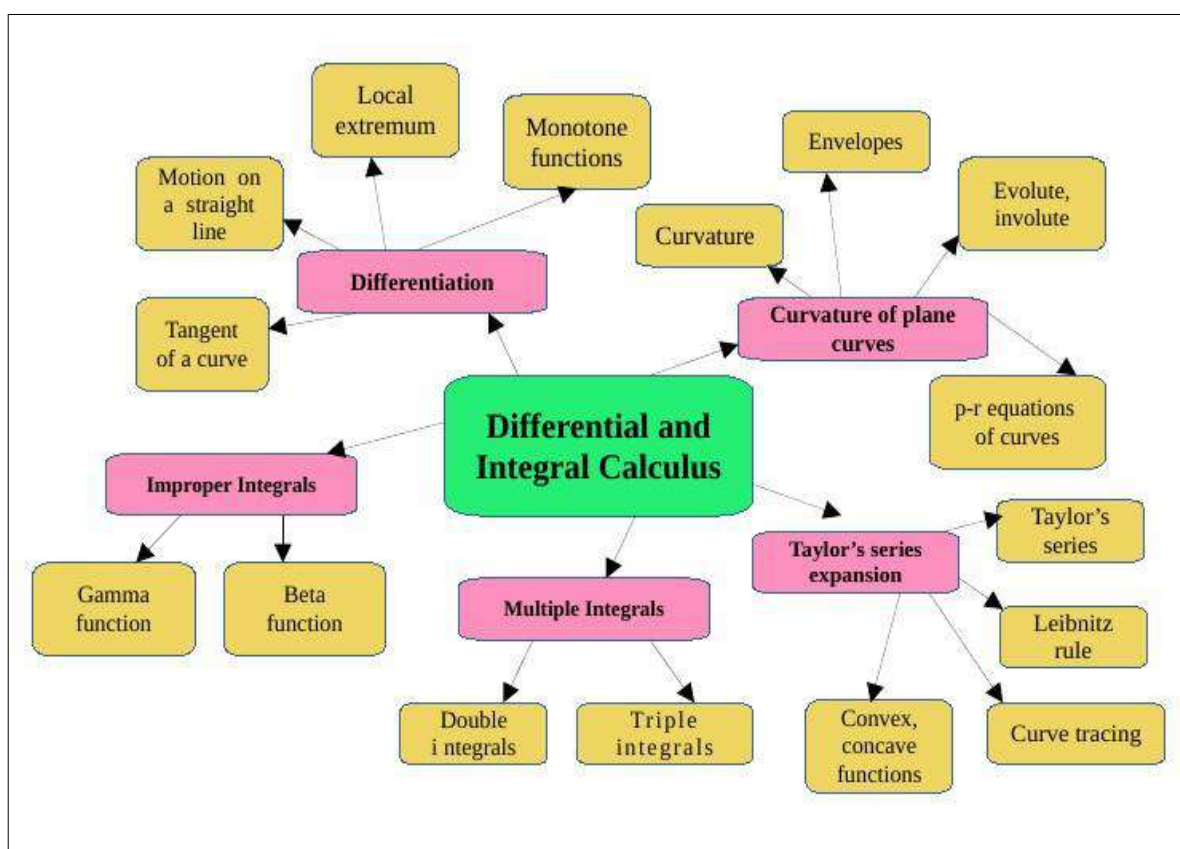 Local
extremum
Monotone
functions
Motion on
a straight
line
Differentiation
Tangent
of a curve
Envelopes
Evolute,
involute
Curvature
Curvature of plane
curves
p-r equations
of curves
Differential and
Integral Calculus
Improper Integrals
Gamma
function
Beta
function
Multiple Integrals
Double
i ntegrals
Triple
integrals
Taylor’s series
expansion
Taylor’s
series
Leibnitz
rule
Convex,
concave
functions
Curve tracing